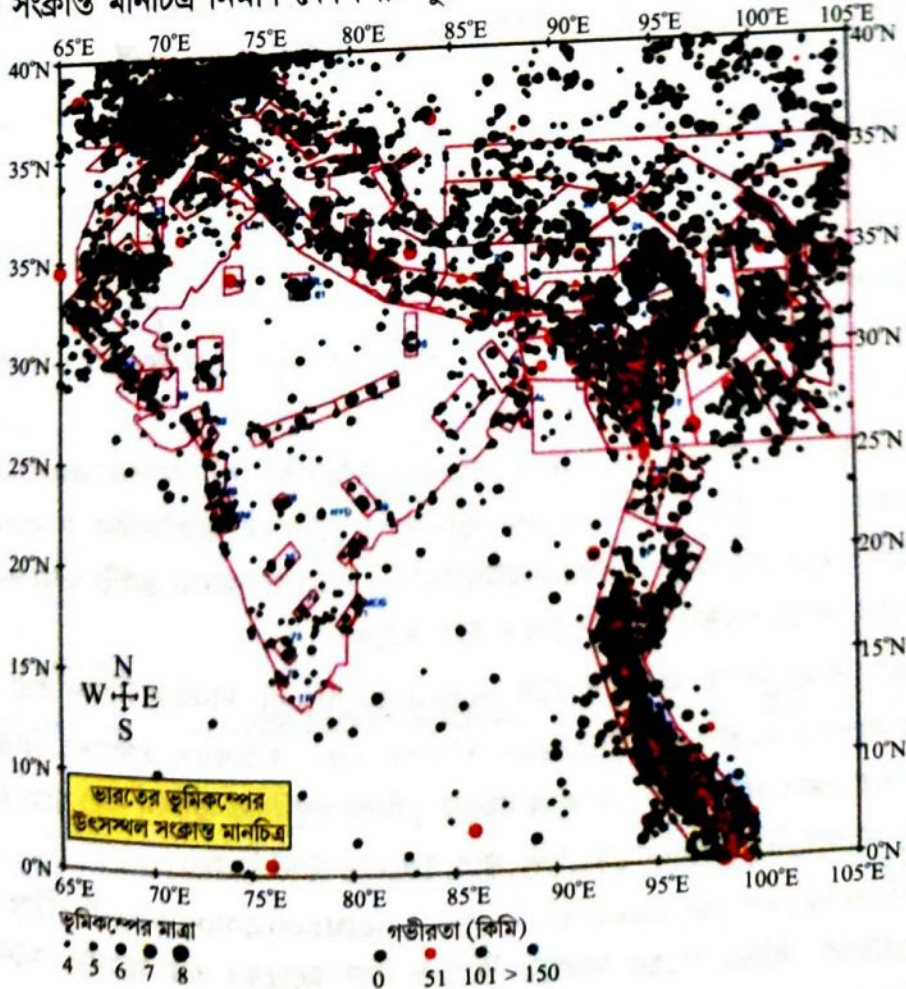 সংক্রান্ত মানচিত্র
65°E 70°E 75°E 80°E 85°E 90°E 95°E 100°E 105°E
40°N 40°N
35°N 35°N
35°N 35°N
30°N 30°N
25°N 25°N
20°N 20°N
15°N 15°N
N
W E
S
10°N 10°N
ভারতের ভূমিকম্পের
উৎসস্থল সংক্রান্ত মানচিত্র
0°N 0°N
65°E 70°E 75°E 80°E 85°E 90°E 95°E 100°E 105°E
ভূমিকম্পের মাত্রা গভীরতা (কিমি)
4 5 6 7 8 0 51 101 > 150